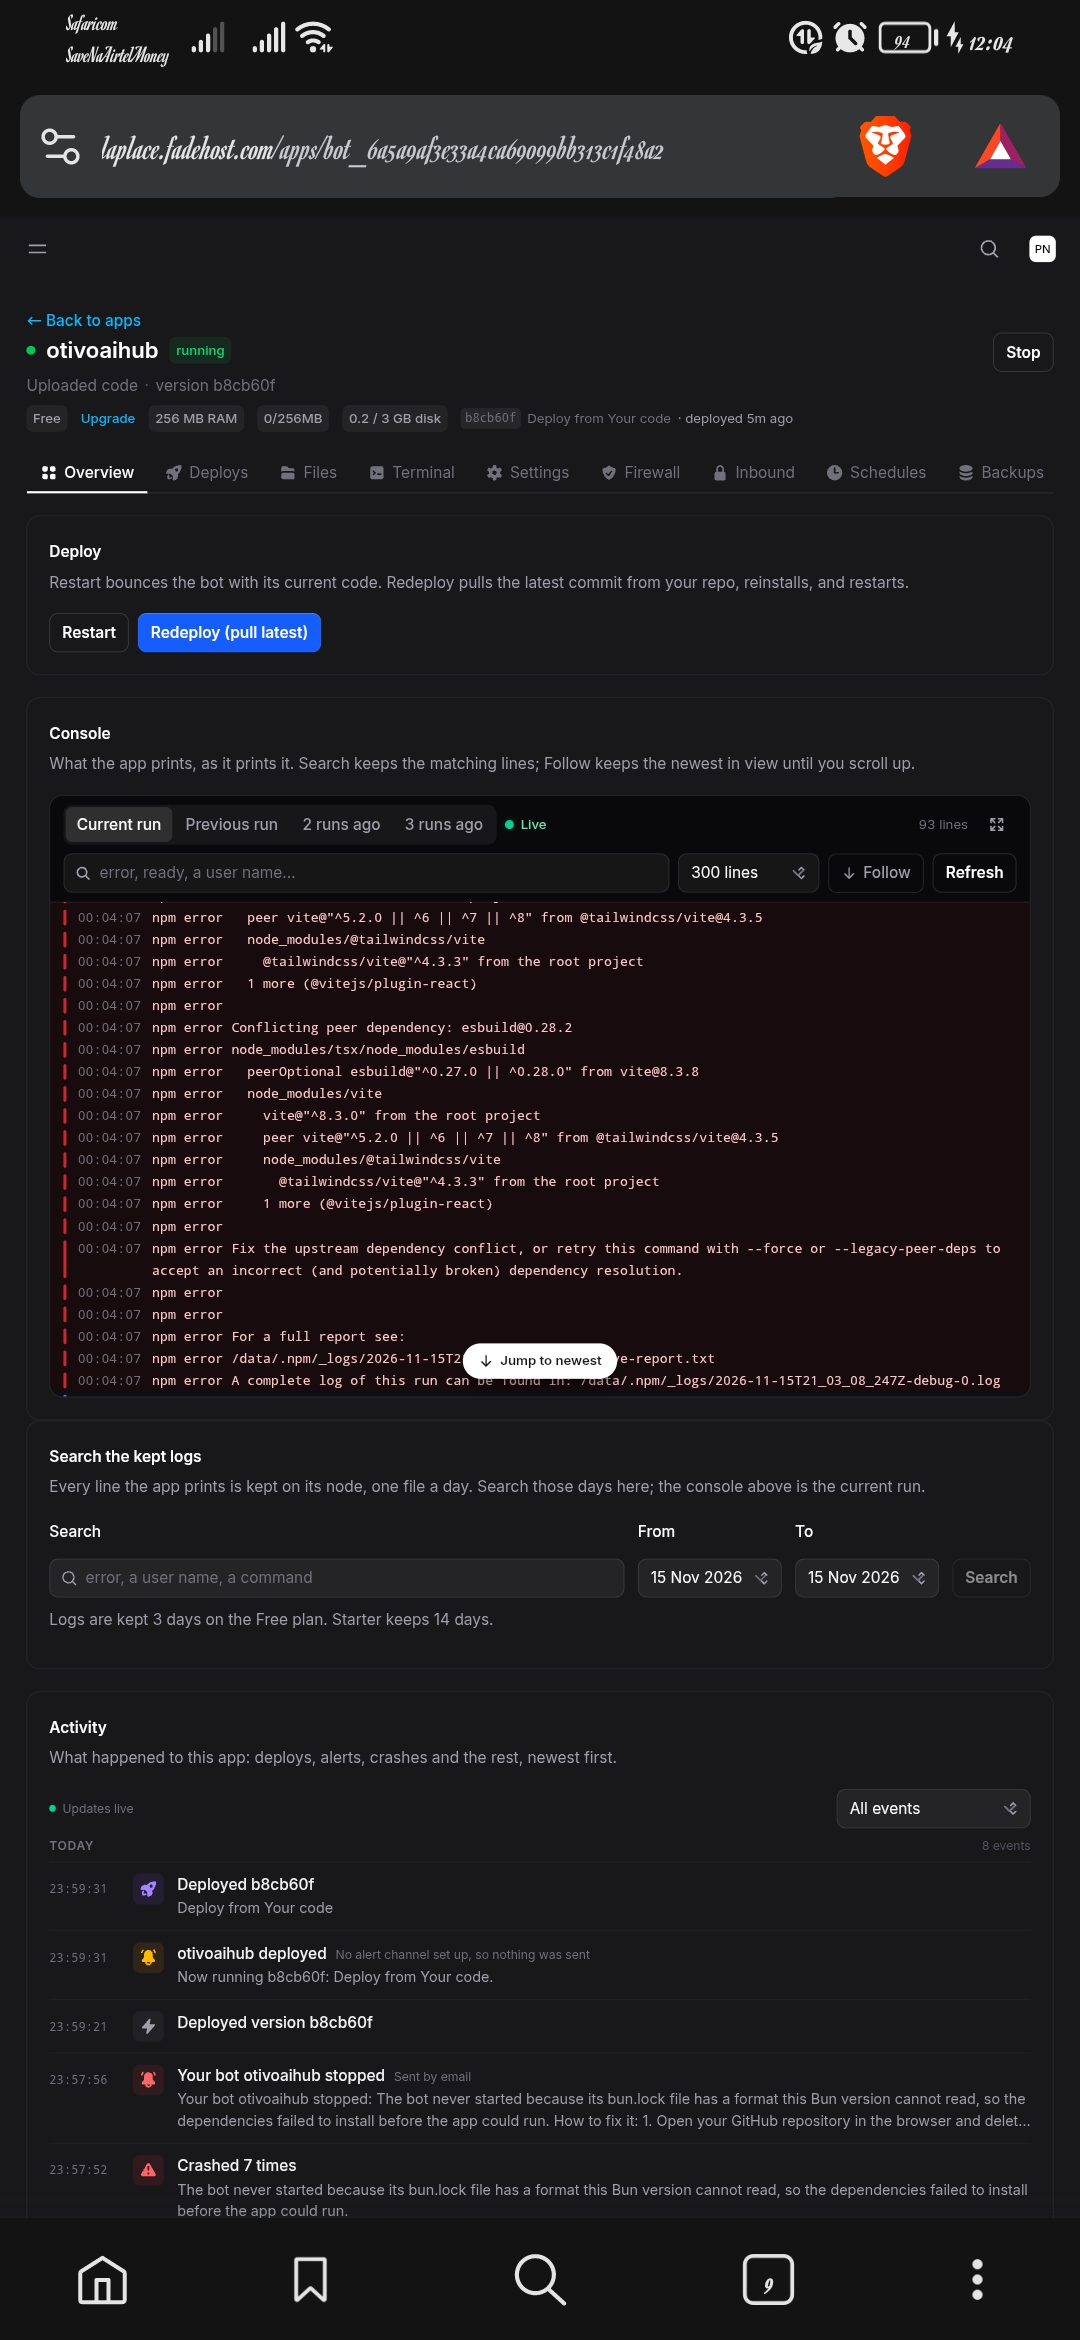 Safaricom
SaveNaAirtelMoney
94
12:04
laplace.fadehost.com/apps/bot_6a5a9af3e33a4ca69099bb313c1f48a2
PN
← Back to apps
otivoaihub running
Stop
Uploaded code · version b8cb60f
Free Upgrade 256 MB RAM 0/256MB 0.2 / 3 GB disk b8cb60f Deploy from Your code · deployed 5m ago
Overview Deploys Files Terminal Settings Firewall Inbound Schedules Backups
Deploy
Restart bounces the bot with its current code. Redeploy pulls the latest commit from your repo, reinstalls, and restarts.
Restart Redeploy (pull latest)
Console
What the app prints, as it prints it. Search keeps the matching lines; Follow keeps the newest in view until you scroll up.
Current run Previous run 2 runs ago 3 runs ago Live 93 lines
error, ready, a user name... 300 lines ↓ Follow Refresh
00:04:07 npm error peer vite@"^5.2.0 || ^6 || ^7 || ^8" from @tailwindcss/vite@4.3.5
00:04:07 npm error node_modules/@tailwindcss/vite
00:04:07 npm error @tailwindcss/vite@"^4.3.3" from the root project
00:04:07 npm error 1 more (@vitejs/plugin-react)
00:04:07 npm error
00:04:07 npm error Conflicting peer dependency: esbuild@0.28.2
00:04:07 npm error node_modules/tsx/node_modules/esbuild
00:04:07 npm error peerOptional esbuild@"^0.27.0 || ^0.28.0" from vite@8.3.8
00:04:07 npm error node_modules/vite
00:04:07 npm error vite@"^8.3.0" from the root project
00:04:07 npm error peer vite@"^5.2.0 || ^6 || ^7 || ^8" from @tailwindcss/vite@4.3.5
00:04:07 npm error node_modules/@tailwindcss/vite
00:04:07 npm error @tailwindcss/vite@"^4.3.3" from the root project
00:04:07 npm error 1 more (@vitejs/plugin-react)
00:04:07 npm error
00:04:07 npm error Fix the upstream dependency conflict, or retry this command with --force or --legacy-peer-deps to
accept an incorrect (and potentially broken) dependency resolution.
00:04:07 npm error
00:04:07 npm error
00:04:07 npm error For a full report see:
00:04:07 npm error /data/.npm/_logs/2026-11-15T2 ↓ Jump to newest e-report.txt
00:04:07 npm error A complete log of this run can be found in: /data/.npm/_logs/2026-11-15T21_03_08_247Z-debug-0.log
Search the kept logs
Every line the app prints is kept on its node, one file a day. Search those days here; the console above is the current run.
Search From To
error, a user name, a command 15 Nov 2026 15 Nov 2026 Search
Logs are kept 3 days on the Free plan. Starter keeps 14 days.
Activity
What happened to this app: deploys, alerts, crashes and the rest, newest first.
Updates live All events
TODAY 8 events
23:59:31 Deployed b8cb60f
Deploy from Your code
23:59:31 otivoaihub deployed No alert channel set up, so nothing was sent
Now running b8cb60f: Deploy from Your code.
23:59:21 Deployed version b8cb60f
23:57:56 Your bot otivoaihub stopped Sent by email
Your bot otivoaihub stopped: The bot never started because its bun.lock file has a format this Bun version cannot read, so the
dependencies failed to install before the app could run. How to fix it: 1. Open your GitHub repository in the browser and delet...
23:57:52 Crashed 7 times
The bot never started because its bun.lock file has a format this Bun version cannot read, so the dependencies failed to install
before the app could run.
9